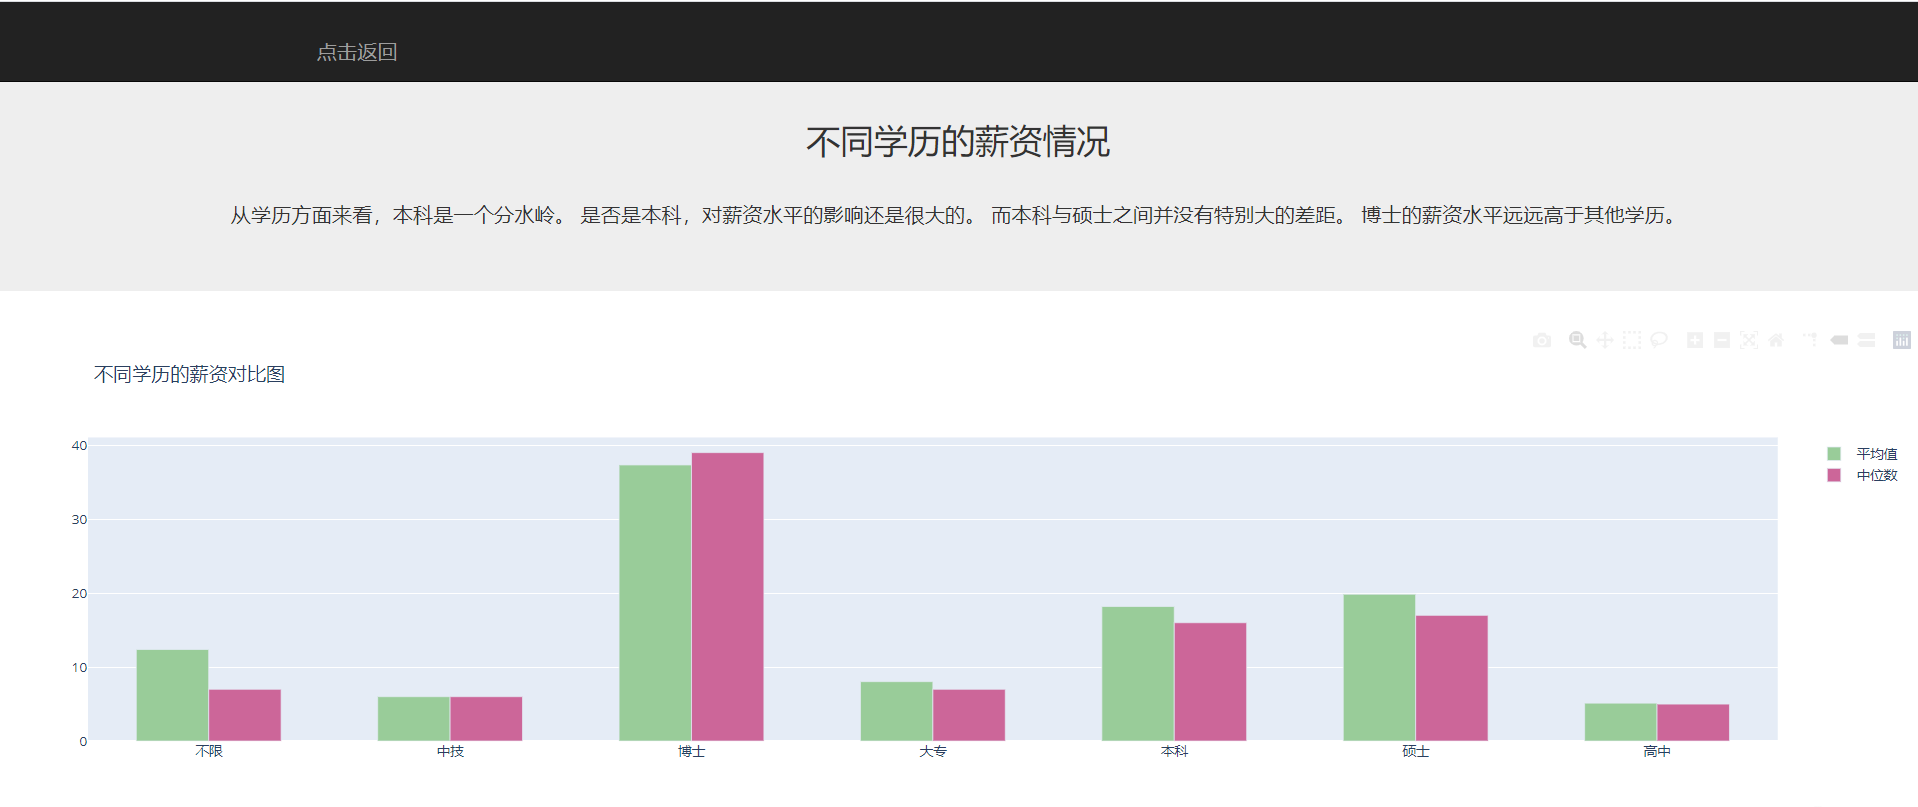 点击返回
不同学历的薪资情况
从学历方面来看，本科是一个分水岭。 是否是本科，对薪资水平的影响还是很大的。 而本科与硕士之间并没有特别大的差距。 博士的薪资水平远远高于其他学历。
不同学历的薪资对比图
40
30
20
10
0
不限 中技 博士 大专 本科 硕士 高中
平均值
中位数